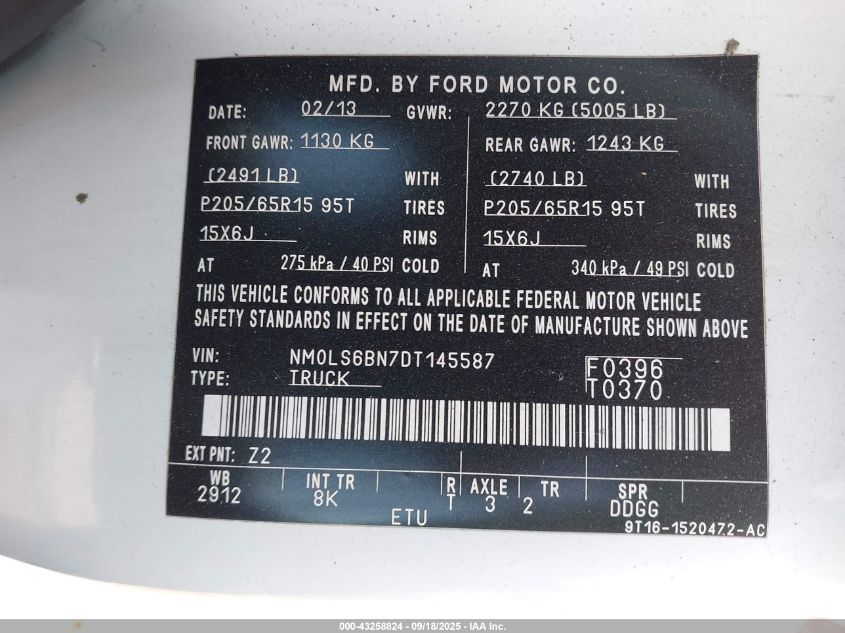 MFD. BY FORD MOTOR CO.
DATE: 02/13 GVWR: 2270 KG (5005 LB)
FRONT GAWR: 1130 KG REAR GAWR: 1243 KG
(2491 LB) WITH (2740 LB) WITH
P205/65R15 95T TIRES P205/65R15 95T TIRES
15X6J RIMS 15X6J RIMS
AT 275 kPa / 40 PSI COLD AT 340 kPa / 49 PSI COLD
THIS VEHICLE CONFORMS TO ALL APPLICABLE FEDERAL MOTOR VEHICLE
SAFETY STANDARDS IN EFFECT ON THE DATE OF MANUFACTURE SHOWN ABOVE
VIN: NM0LS6BN7DT145587 F0396
TYPE: TRUCK T0370
EXT PNT: Z2
WB INT TR R AXLE TR SPR
2912 8K T 3 2 DDGG
ETU 9T16-152047.2-AC
000-43258824 - 09/18/2025 - IAA Inc.